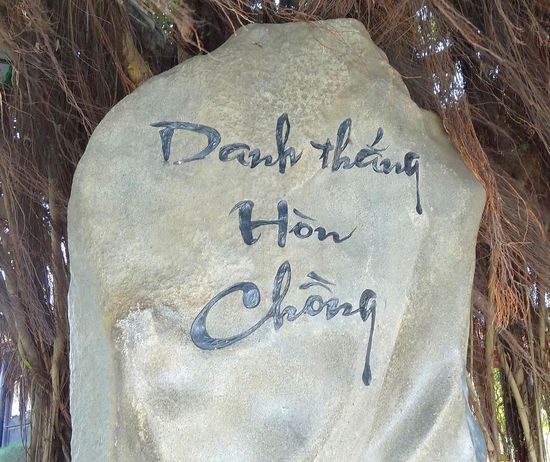 Danh thắng
Hòn
Chồng